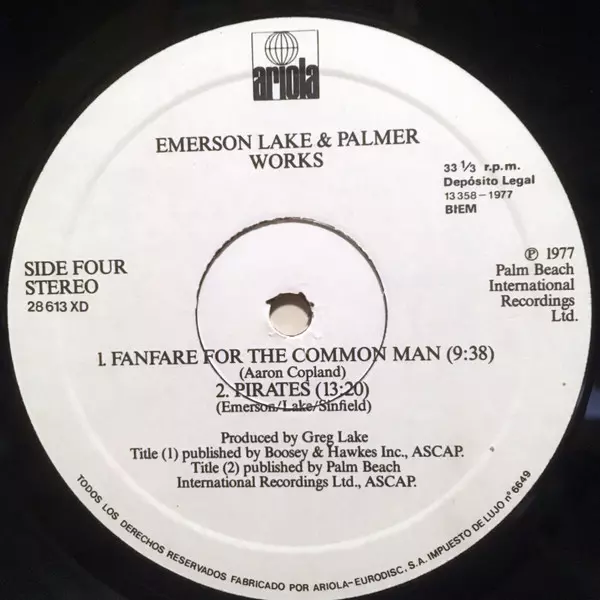 ariola
EMERSON LAKE & PALMER
WORKS
33 1/3 r.p.m.
Depósito Legal
13 358-1977
BIEM
SIDE FOUR
STEREO
28 613 XD
℗ 1977
Palm Beach
International
Recordings
Ltd.
1. FANFARE FOR THE COMMON MAN (9:38)
(Aaron Copland)
2. PIRATES (13:20)
(Emerson/Lake/Sinfield)
Produced by Greg Lake
Title (1) published by Boosey & Hawkes Inc., ASCAP.
Title (2) published by Palm Beach
International Recordings Ltd., ASCAP.
TODOS LOS DERECHOS RESERVADOS FABRICADO POR ARIOLA-EURODISC, S.A. IMPUESTO DE LUJO nº 6649